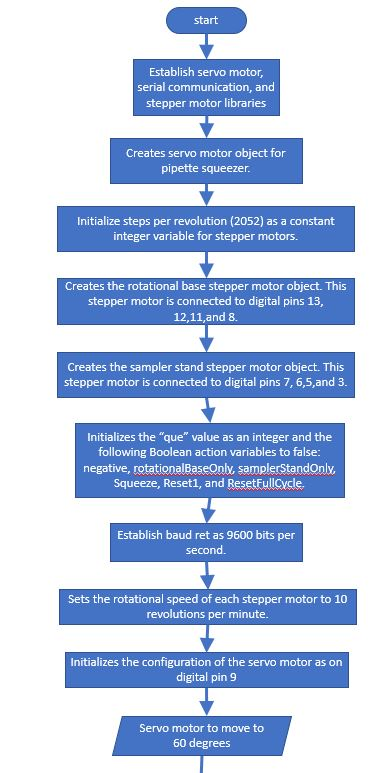 start
Establish servo motor,
serial communication, and
stepper motor libraries
Creates servo motor object for
pipette squeezer.
Initialize steps per revolution (2052) as a constant
integer variable for stepper motors.
Creates the rotational base stepper motor object. This
stepper motor is connected to digital pins 13,
12,11,and 8.
Creates the sampler stand stepper motor object. This
stepper motor is connected to digital pins 7, 6,5,and 3.
Initializes the “que” value as an integer and the
following Boolean action variables to false:
negative, rotationalBaseOnly, samplerStandOnly,
Squeeze, Reset1, and ResetFullCycle.
Establish baud ret as 9600 bits per
second.
Sets the rotational speed of each stepper motor to 10
revolutions per minute.
Initializes the configuration of the servo motor as on
digital pin 9
Servo motor to move to
60 degrees